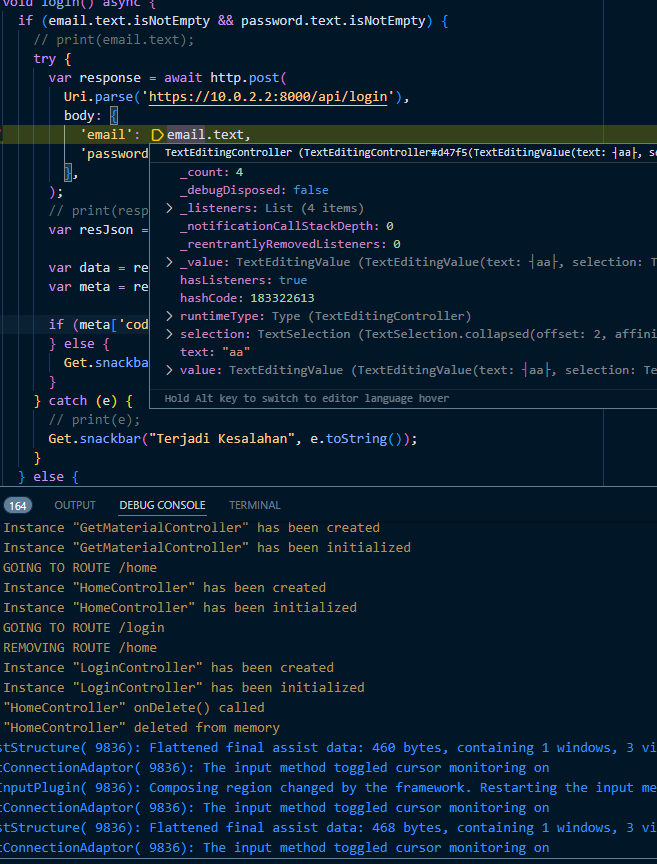 void login() async {
if (email.text.isNotEmpty && password.text.isNotEmpty) {
// print(email.text);
try {
var response = await http.post(
Uri.parse('https://10.0.2.2:8000/api/login'),
body: {
'email': email.text,
'password
TextEditingController (TextEditingController#d47f5(TextEditingValue(text: ┤aa├, se
_count: 4
_debugDisposed: false
_listeners: List (4 items)
_notificationCallStackDepth: 0
_reentrantlyRemovedListeners: 0
_value: TextEditingValue (TextEditingValue(text: ┤aa├, selection: T
hasListeners: true
hashCode: 183322613
runtimeType: Type (TextEditingController)
selection: TextSelection (TextSelection.collapsed(offset: 2, affini
text: "aa"
value: TextEditingValue (TextEditingValue(text: ┤aa├, selection: Te
Hold Alt key to switch to editor language hover
},
);
// print(resp
var resJson =
var data = re
var meta = re
if (meta['cod
} else {
Get.snackba
}
} catch (e) {
// print(e);
Get.snackbar("Terjadi Kesalahan", e.toString());
}
} else {
164 OUTPUT DEBUG CONSOLE TERMINAL
Instance "GetMaterialController" has been created
Instance "GetMaterialController" has been initialized
GOING TO ROUTE /home
Instance "HomeController" has been created
Instance "HomeController" has been initialized
GOING TO ROUTE /login
REMOVING ROUTE /home
Instance "LoginController" has been created
Instance "LoginController" has been initialized
"HomeController" onDelete() called
"HomeController" deleted from memory
stStructure( 9836): Flattened final assist data: 460 bytes, containing 1 windows, 3 vi
tConnectionAdaptor( 9836): The input method toggled cursor monitoring on
InputPlugin( 9836): Composing region changed by the framework. Restarting the input me
tConnectionAdaptor( 9836): The input method toggled cursor monitoring on
stStructure( 9836): Flattened final assist data: 468 bytes, containing 1 windows, 3 vi
tConnectionAdaptor( 9836): The input method toggled cursor monitoring on